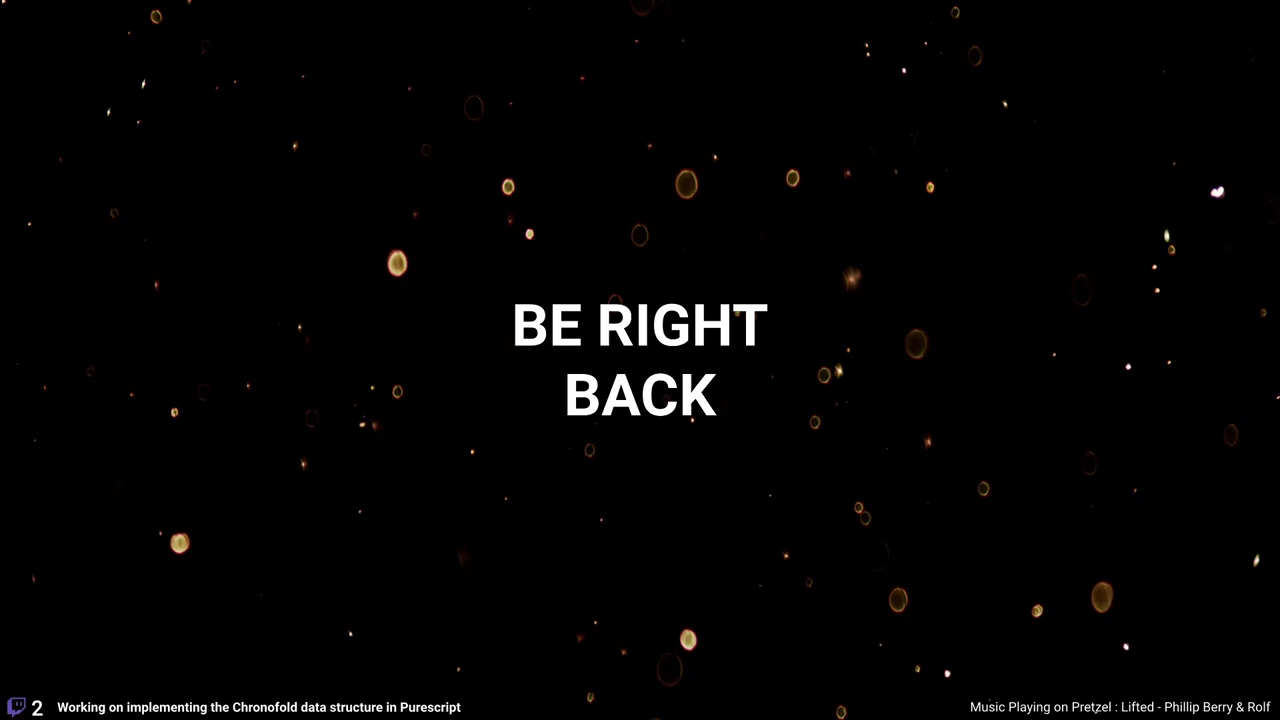 BE RIGHT
BACK
2 Working on implementing the Chronofold data structure in Purescript
Music Playing on Pretzel : Lifted - Phillip Berry & Rolf